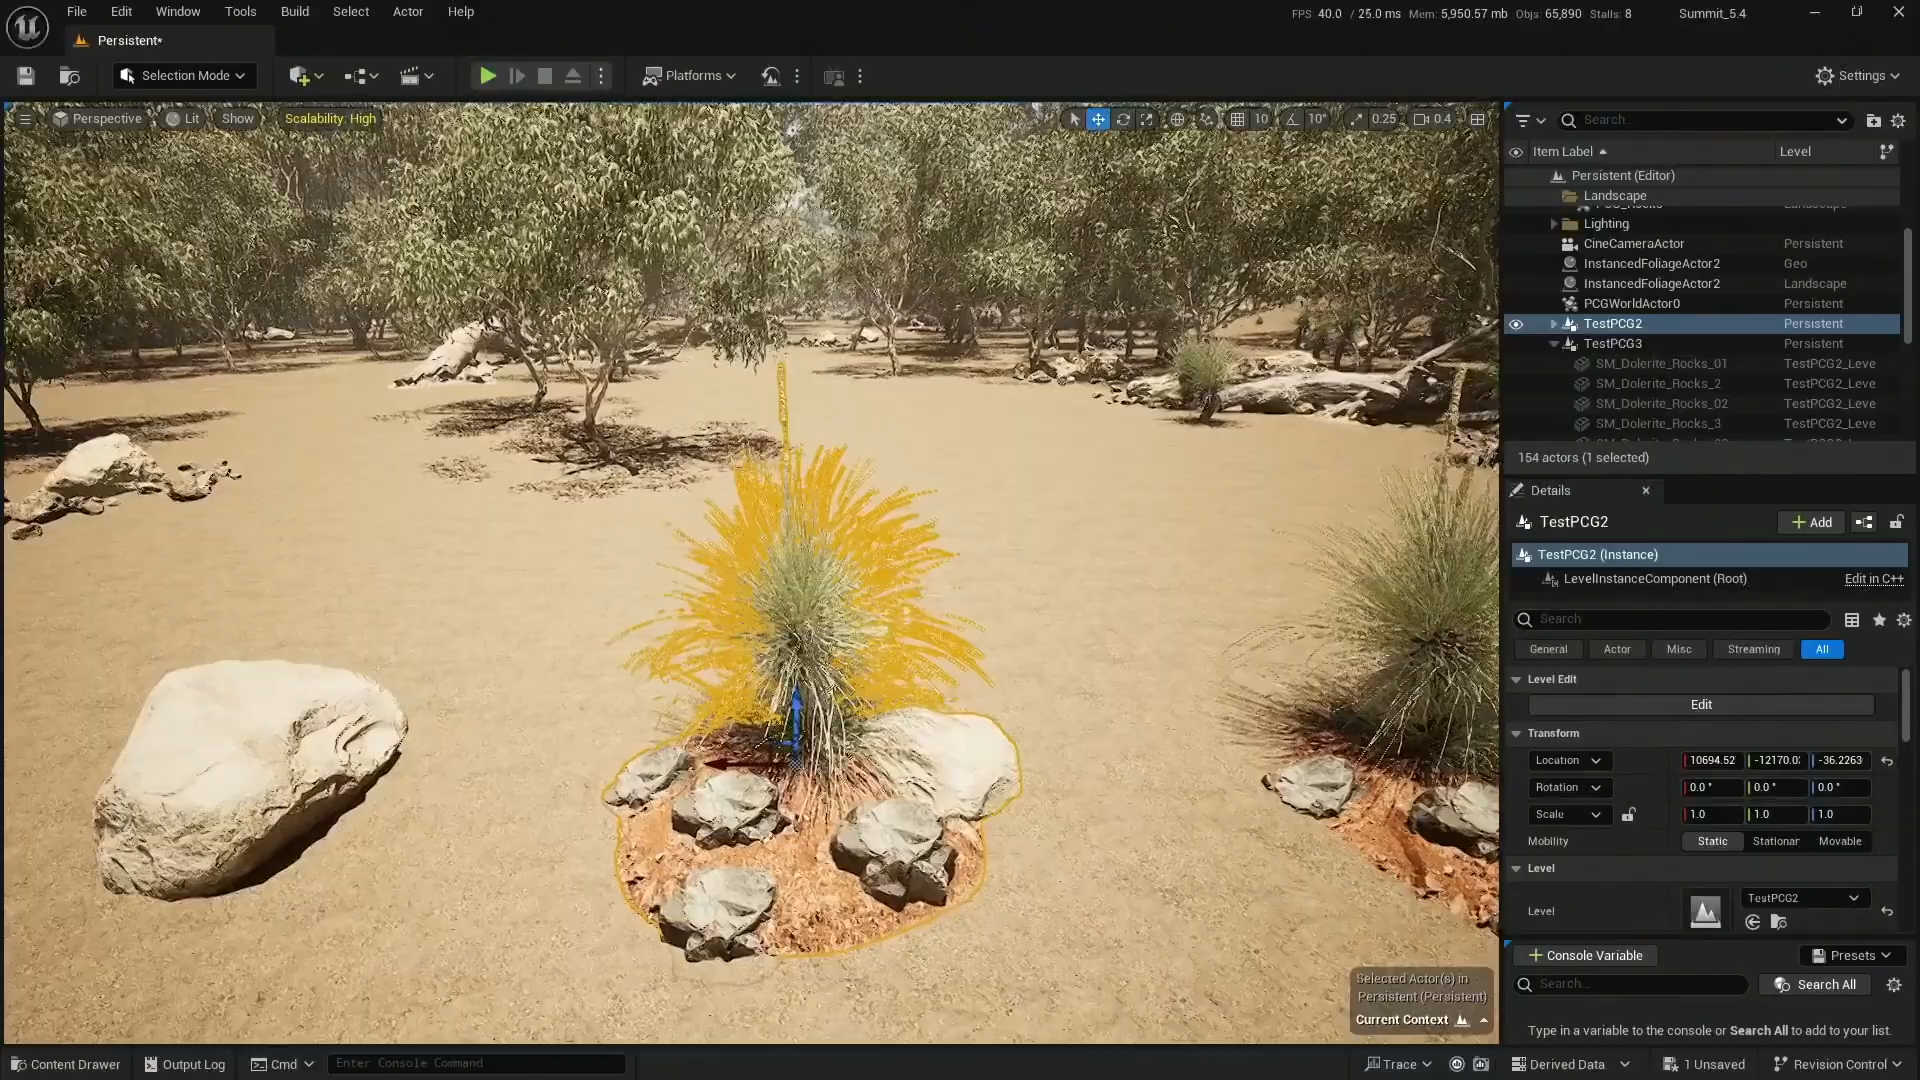 File Edit Window Tools Build Select Actor Help
FPS: 40.0 / 25.0 ms Mem: 5,950.57 mb Objs: 65,890 Stalls: 8 Summit_5.4
Persistent*
Selection Mode Platforms Settings
Perspective Lit Show Scalability: High 10 10° 0.25 0.4
Search...
Item Label Level
Persistent (Editor)
Landscape
Lighting
CineCameraActor Persistent
InstancedFoliageActor2 Geo
InstancedFoliageActor2 Landscape
PCGWorldActor0 Persistent
TestPCG2 Persistent
TestPCG3 Persistent
SM_Dolerite_Rocks_01 TestPCG2_Leve
SM_Dolerite_Rocks_2 TestPCG2_Leve
SM_Dolerite_Rocks_02 TestPCG2_Leve
SM_Dolerite_Rocks_3 TestPCG2_Leve
154 actors (1 selected)
Details
TestPCG2 Add
TestPCG2 (Instance)
LevelInstanceComponent (Root) Edit in C++
Search
General Actor Misc Streaming All
Level Edit
Edit
Transform
Location 10694.52 -12170.0 -36.2263
Rotation 0.0° 0.0° 0.0°
Scale 1.0 1.0 1.0
Mobility Static Stationar Movable
Level
Level TestPCG2
Console Variable Presets
Search... Search All
Type in a variable to the console or Search All to add to your list.
Selected Actor(s) in
Persistent (Persistent)
Current Context
Content Drawer Output Log Cmd Enter Console Command Trace Derived Data 1 Unsaved Revision Control